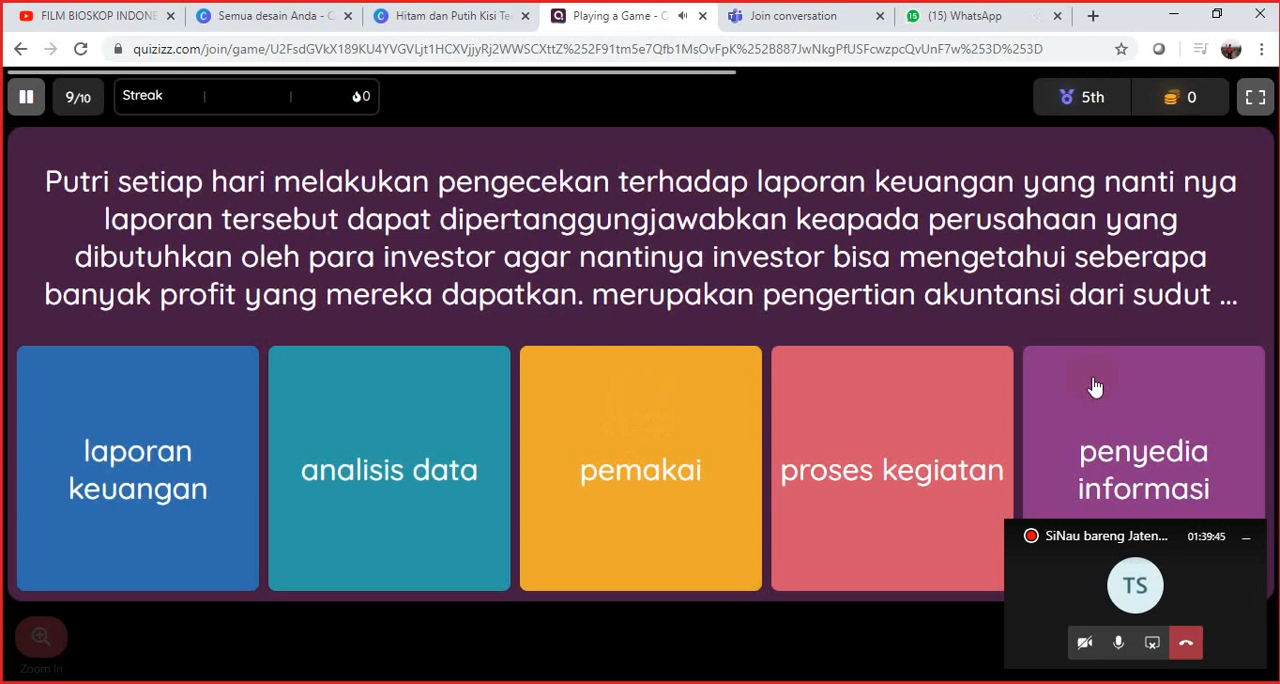 FILM BIOSKOP INDONE
Semua desain Anda - C
Hitam dan Putih Kisi Te
Playing a Game - Q
Join conversation
(15) WhatsApp
quizizz.com/join/game/U2FsdGVkX189KU4YVGVLjt1HCXVjjyRj2WWSCXttZ%252F91tm5e7Qfb1MsOvFpK%252B887JwNkgPfUSFcwzpcQvUnF7w%253D%253D
9/10
Streak
0
5th
0
Putri setiap hari melakukan pengecekan terhadap laporan keuangan yang nanti nya
laporan tersebut dapat dipertanggungjawabkan keapada perusahaan yang
dibutuhkan oleh para investor agar nantinya investor bisa mengetahui seberapa
banyak profit yang mereka dapatkan. merupakan pengertian akuntansi dari sudut ...
laporan
keuangan
analisis data
pemakai
proses kegiatan
penyedia
informasi
SiNau bareng Jaten...
01:39:45
TS
Zoom In